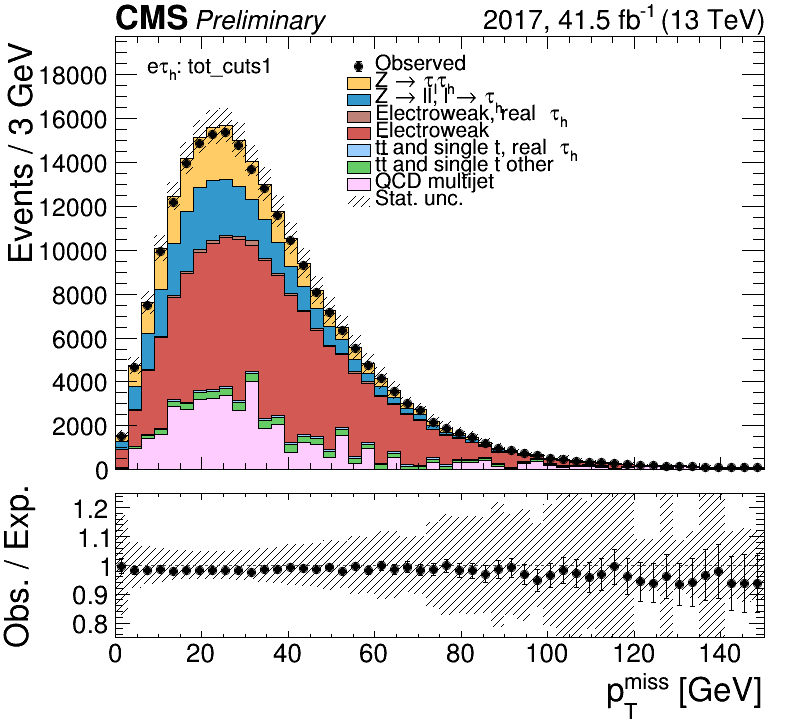 CMS Preliminary 2017, 41.5 fb⁻¹ (13 TeV)
Events / 3 GeV
eτₕ: tot_cuts1
Observed
Z → τₗτₕ
Z → ll, l → τₕ
Electroweak, real τₕ
Electroweak
tt and single t, real τₕ
tt and single t other
QCD multijet
Stat. unc.
18000
16000
14000
12000
10000
8000
6000
4000
2000
0
Obs. / Exp.
1.2
1.1
1
0.9
0.8
0 20 40 60 80 100 120 140
p_T^miss [GeV]